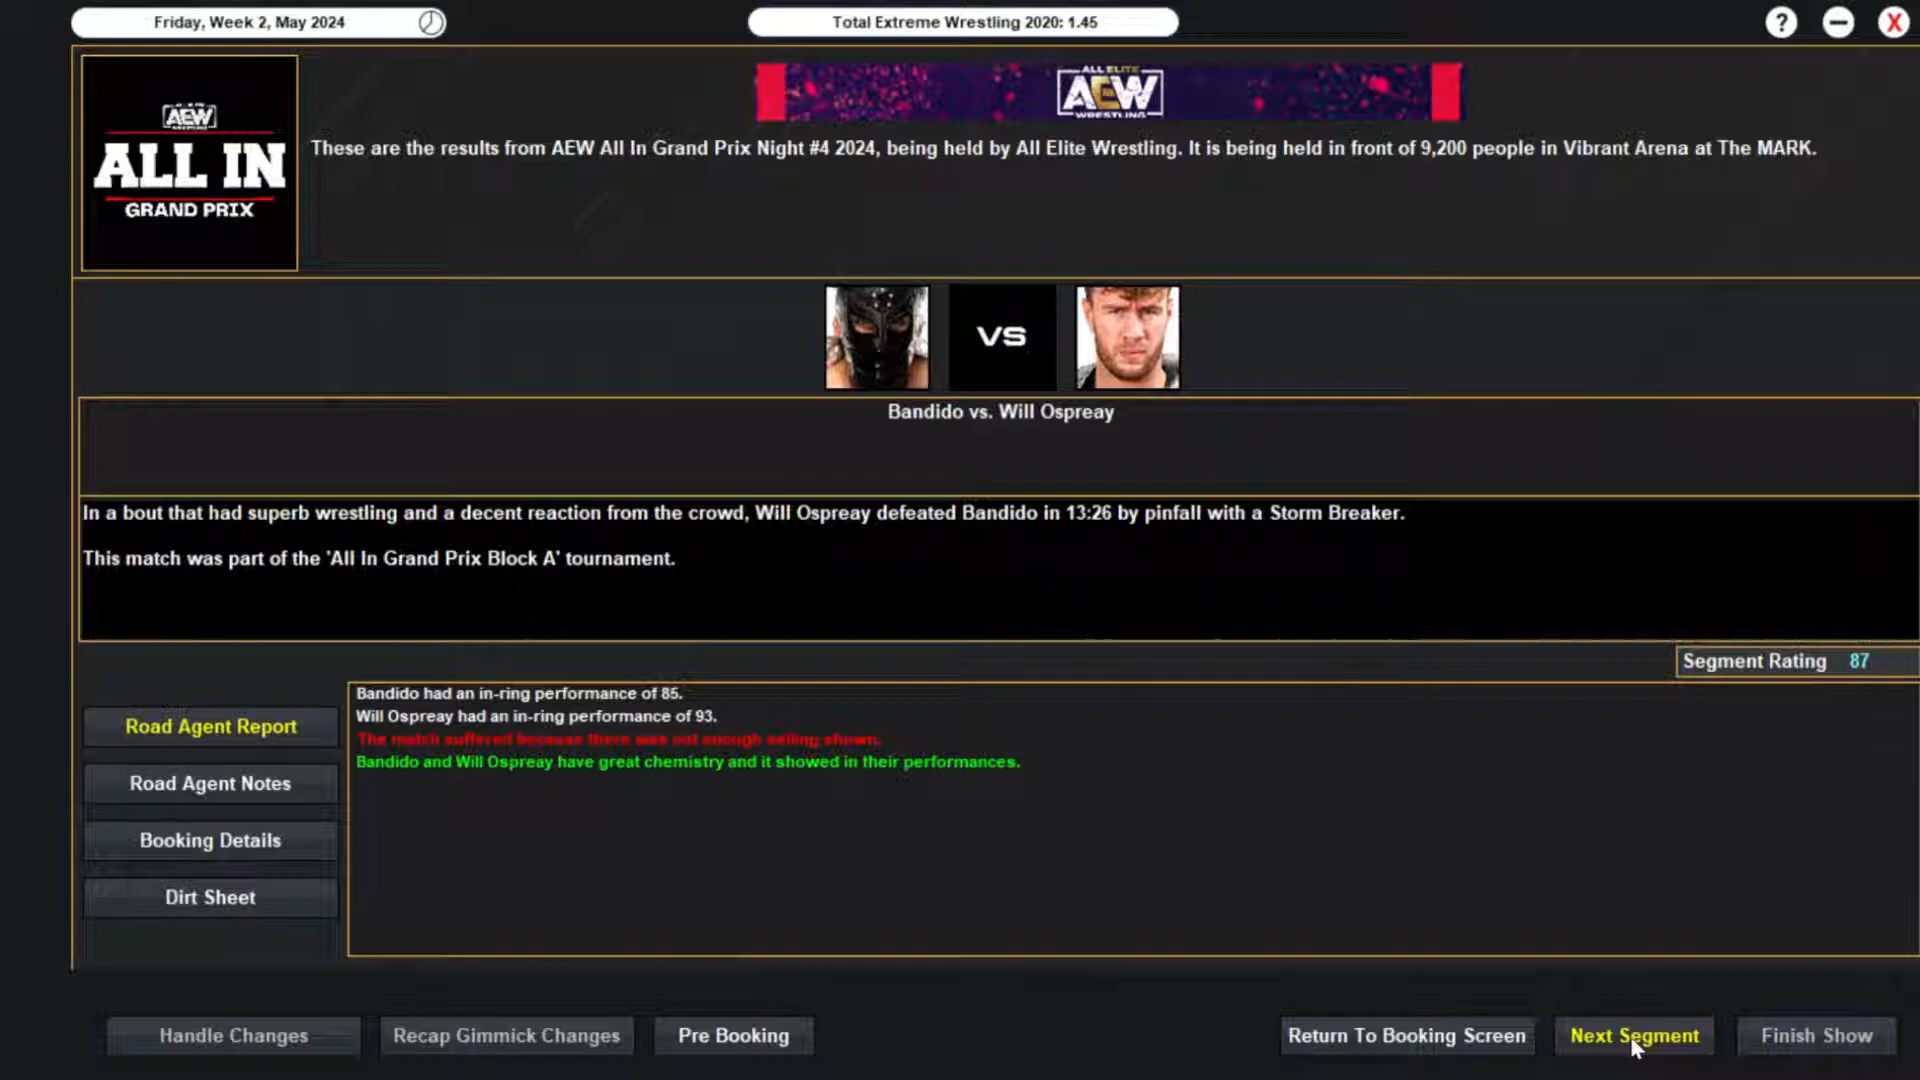 Friday, Week 2, May 2024
Total Extreme Wrestling 2020: 1.45
?
X
AEW
WRESTLING
ALL IN
GRAND PRIX
ALL ELITE
AEW
WRESTLING
These are the results from AEW All In Grand Prix Night #4 2024, being held by All Elite Wrestling. It is being held in front of 9,200 people in Vibrant Arena at The MARK.
VS
Bandido vs. Will Ospreay
In a bout that had superb wrestling and a decent reaction from the crowd, Will Ospreay defeated Bandido in 13:26 by pinfall with a Storm Breaker.
This match was part of the 'All In Grand Prix Block A' tournament.
Segment Rating 87
Road Agent Report
Road Agent Notes
Booking Details
Dirt Sheet
Bandido had an in-ring performance of 85.
Will Ospreay had an in-ring performance of 93.
The match suffered because there was not enough selling shown.
Bandido and Will Ospreay have great chemistry and it showed in their performances.
Handle Changes
Recap Gimmick Changes
Pre Booking
Return To Booking Screen
Next Segment
Finish Show